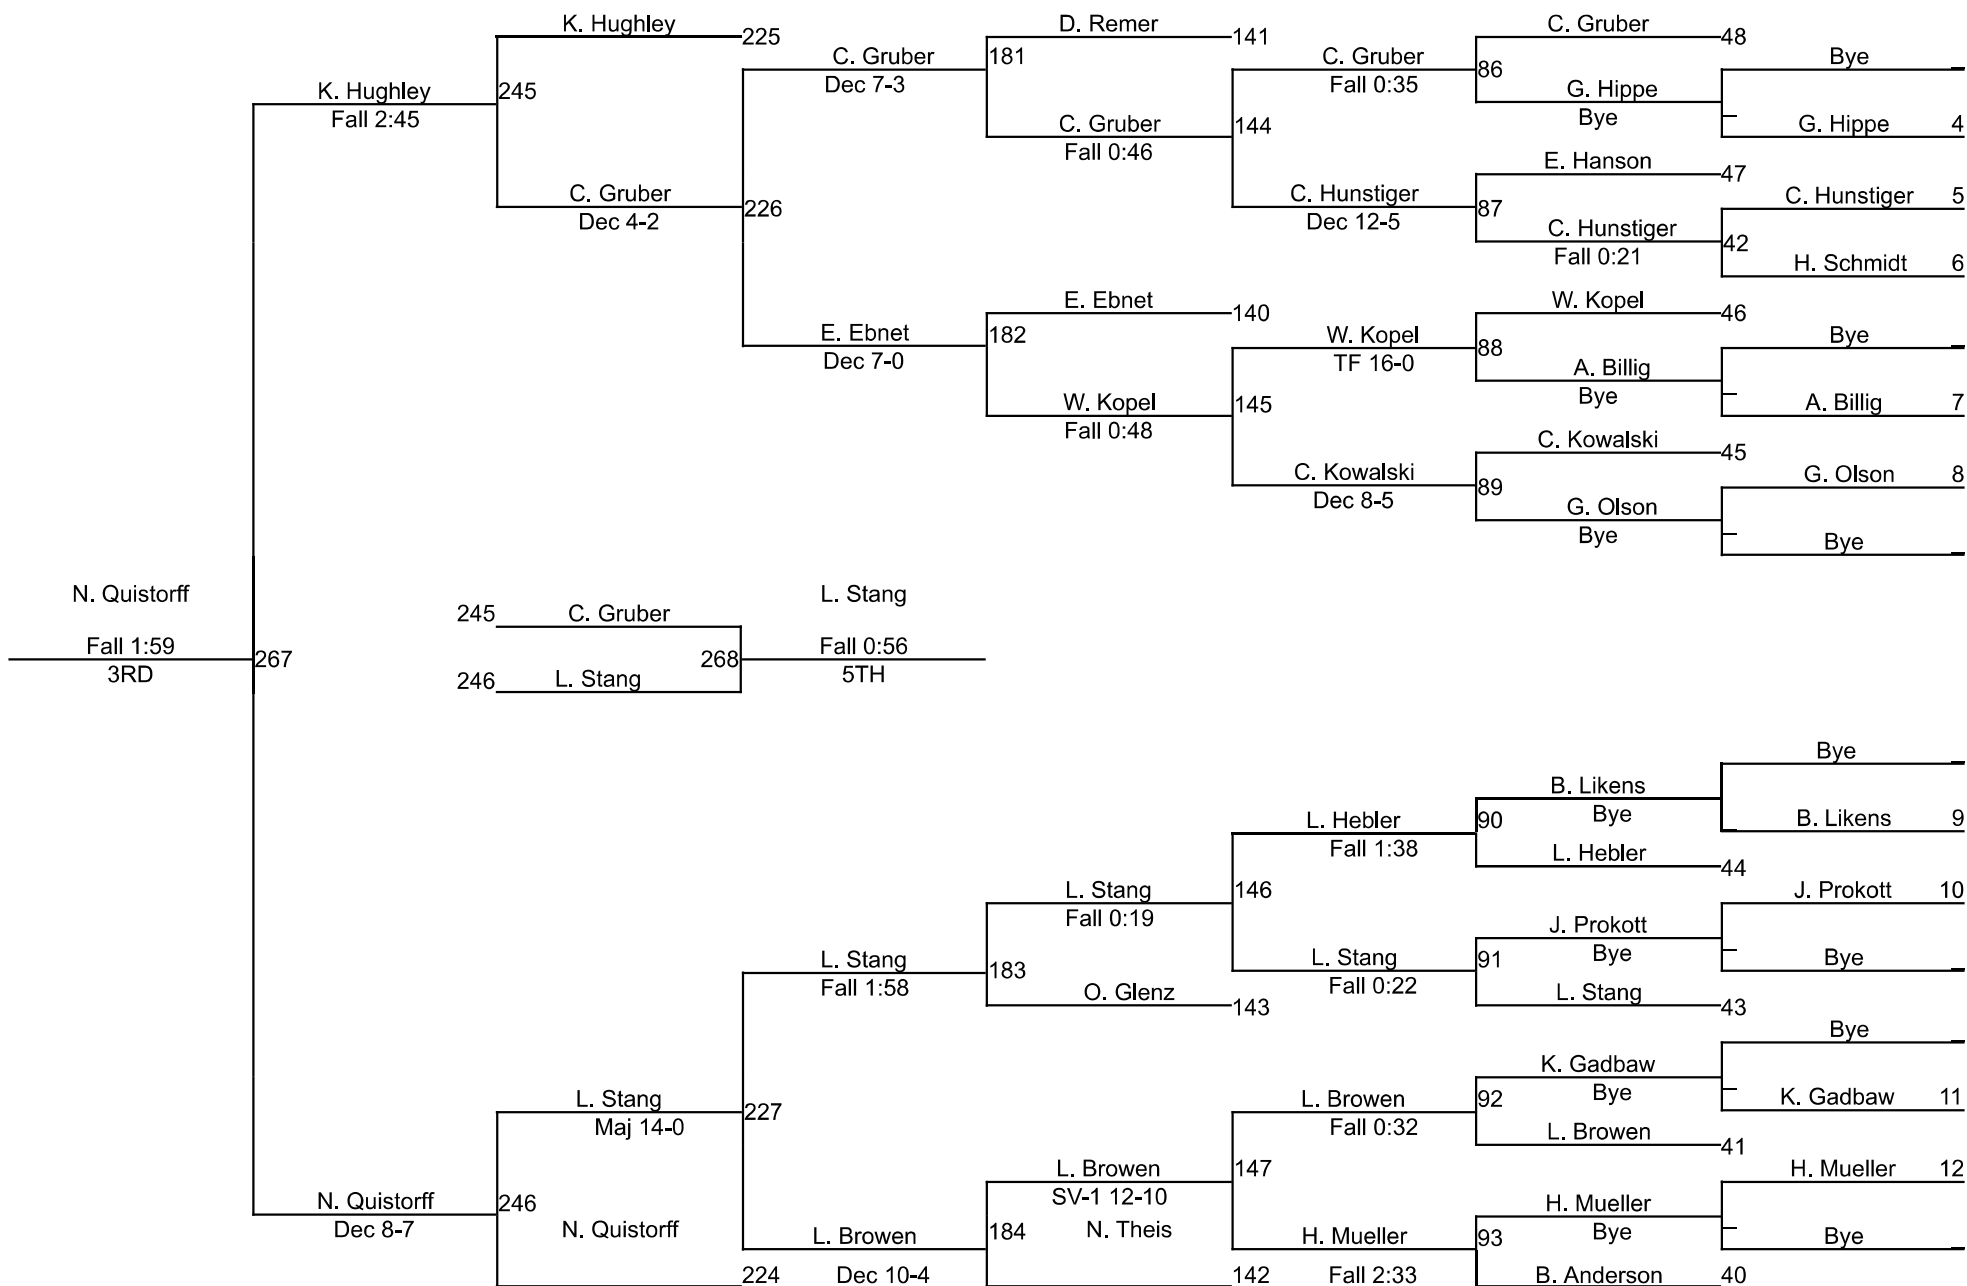 K. Hughley
225
D. Remer
141
C. Gruber
48
C. Gruber
Dec 7-3
181
C. Gruber
Fall 0:35
86
Bye
K. Hughley
Fall 2:45
245
G. Hippe
Bye
C. Gruber
Fall 0:46
144
G. Hippe 4
E. Hanson
47
C. Gruber
Dec 4-2
226
C. Hunstiger
Dec 12-5
87
C. Hunstiger 5
C. Hunstiger
Fall 0:21
42
H. Schmidt 6
E. Ebnet
140
W. Kopel
46
E. Ebnet
Dec 7-0
182
W. Kopel
TF 16-0
88
Bye
A. Billig
Bye
W. Kopel
Fall 0:48
145
A. Billig 7
C. Kowalski
45
C. Kowalski
Dec 8-5
89
G. Olson 8
G. Olson
Bye
Bye
N. Quistorff
Fall 1:59
3RD
267
245 C. Gruber
246 L. Stang
268
L. Stang
Fall 0:56
5TH
Bye
B. Likens
Bye
L. Hebler
Fall 1:38
90
B. Likens 9
L. Hebler
44
L. Stang
Fall 0:19
146
J. Prokott 10
J. Prokott
Bye
L. Stang
Fall 1:58
183
L. Stang
Fall 0:22
91
Bye
O. Glenz
143
L. Stang
43
Bye
K. Gadbaw
Bye
L. Stang
Maj 14-0
227
L. Browen
Fall 0:32
92
K. Gadbaw 11
L. Browen
41
L. Browen
SV-1 12-10
147
H. Mueller 12
N. Quistorff
Dec 8-7
246
H. Mueller
Bye
N. Quistorff
224
L. Browen
Dec 10-4
184
N. Theis
142
H. Mueller
Fall 2:33
93
Bye
B. Anderson
40